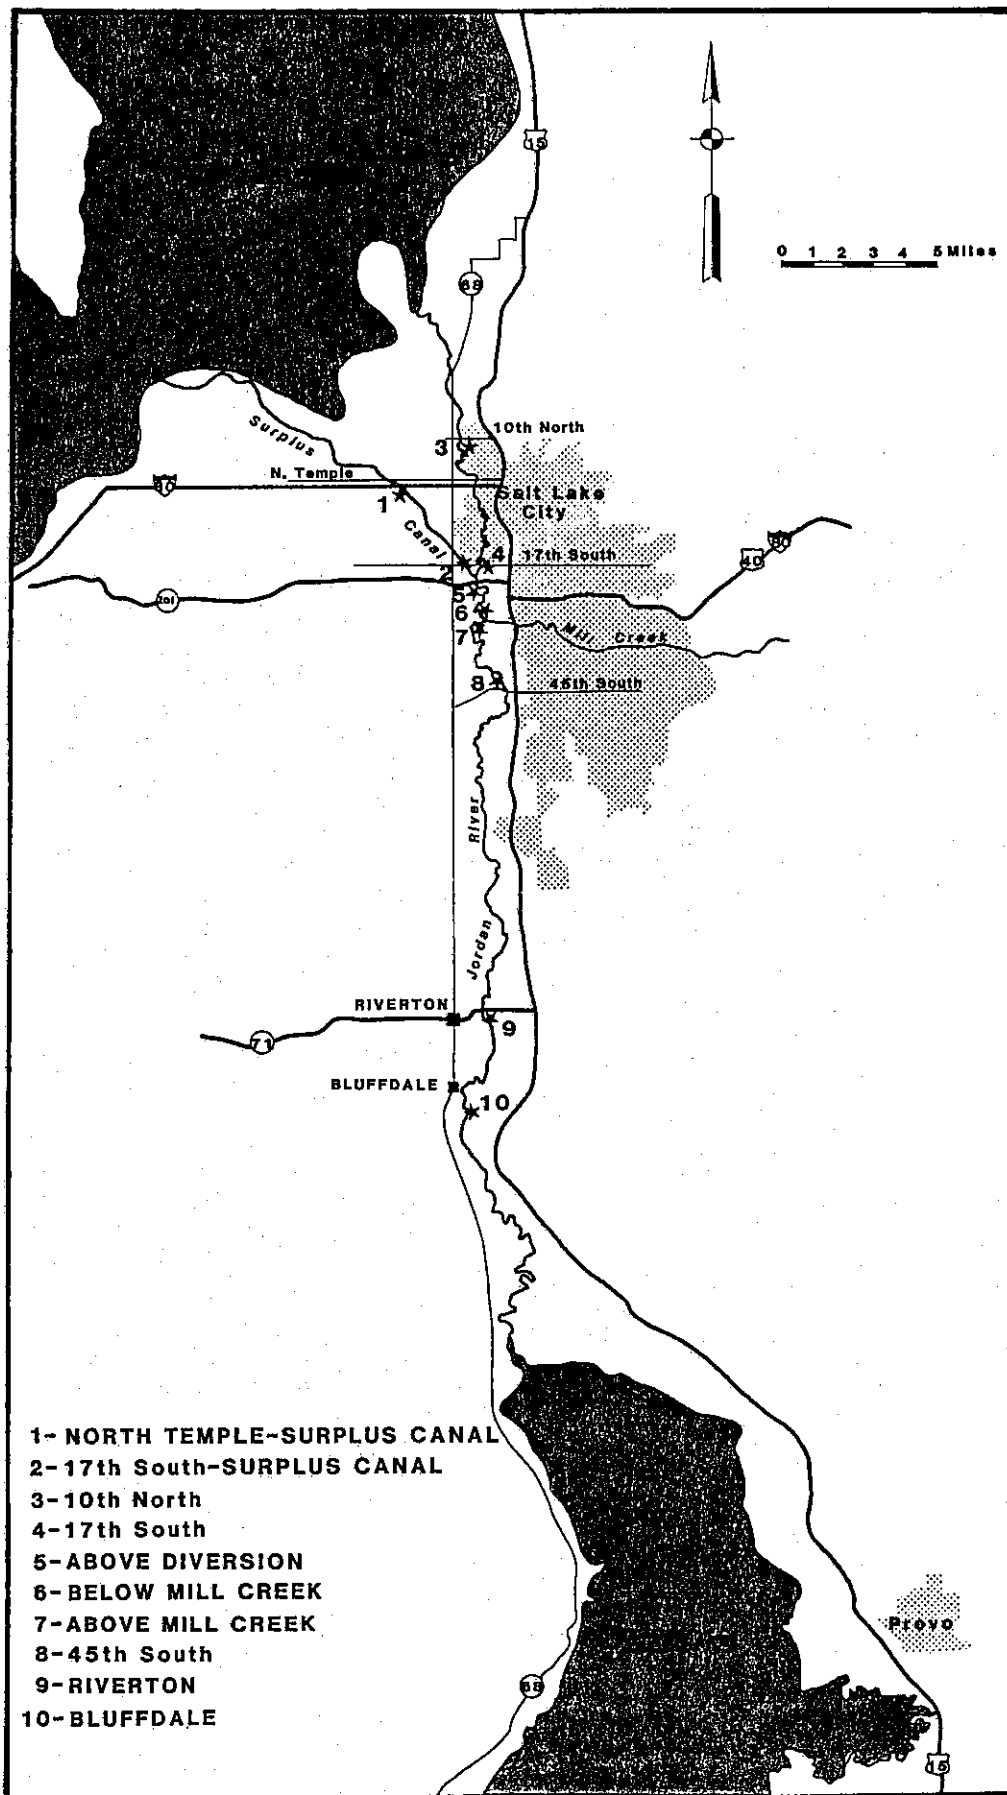 15
0 1 2 3 4 5 Miles
68
10th North
3
Surplus
N. Temple
80
1
Salt Lake
City
Canal
80
40
4
17th South
2
5
201
6
Mill Creek
7
8
45th South
River
Jordan
RIVERTON
9
71
BLUFFDALE
10
1- NORTH TEMPLE-SURPLUS CANAL
2-17th South-SURPLUS CANAL
3-10th North
4-17th South
5-ABOVE DIVERSION
6-BELOW MILL CREEK
7-ABOVE MILL CREEK
8-45th South
9-RIVERTON
10-BLUFFDALE
Provo
68
15